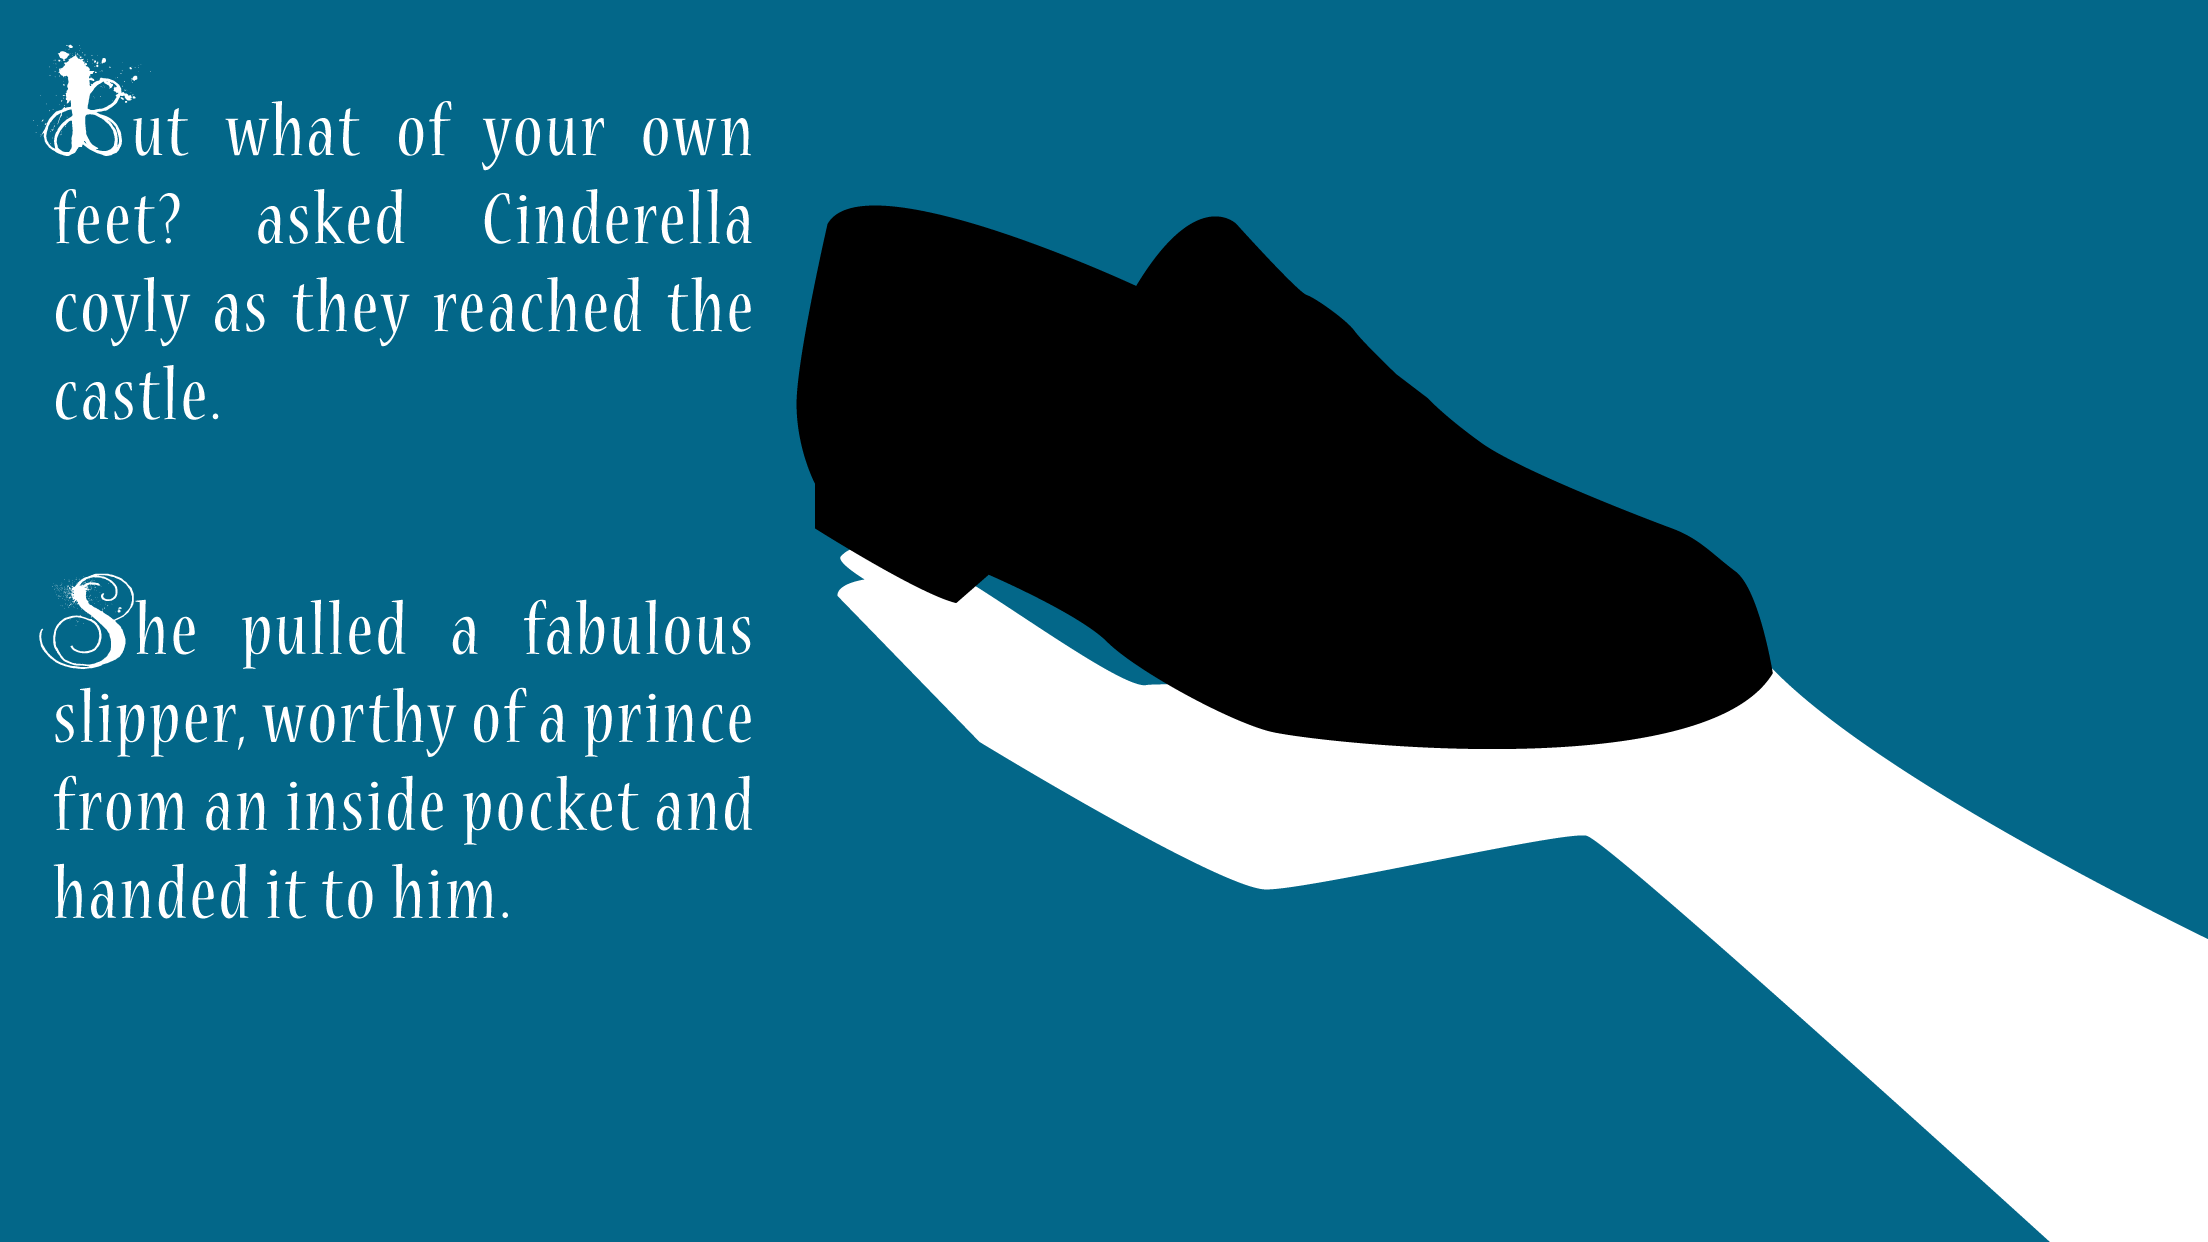 But what of your own
feet? asked Cinderella
coyly as they reached the
castle.
She pulled a fabulous
slipper, worthy of a prince
from an inside pocket and
handed it to him.